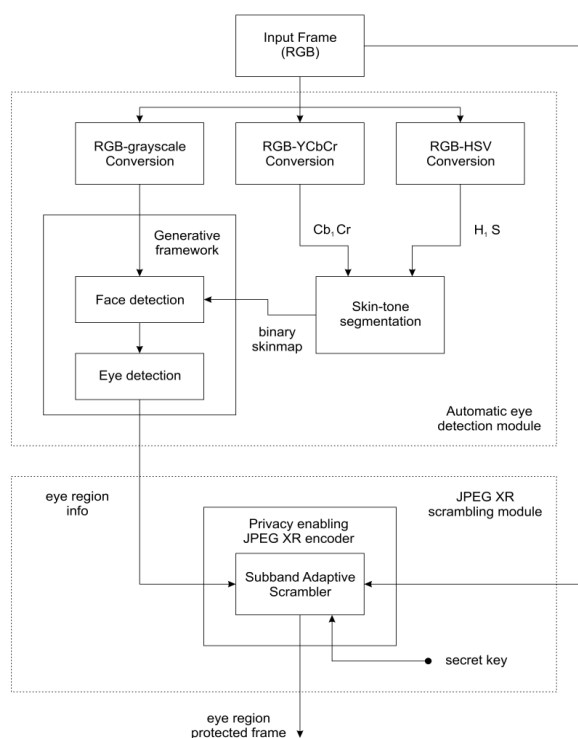 Input Frame
(RGB)
RGB-grayscale
Conversion
RGB-YCbCr
Conversion
RGB-HSV
Conversion
Cb, Cr
H, S
Generative
framework
Face detection
Skin-tone
segmentation
binary
skinmap
Eye detection
Automatic eye
detection module
eye region
info
JPEG XR
scrambling module
Privacy enabling
JPEG XR encoder
Subband Adaptive
Scrambler
secret key
eye region
protected frame